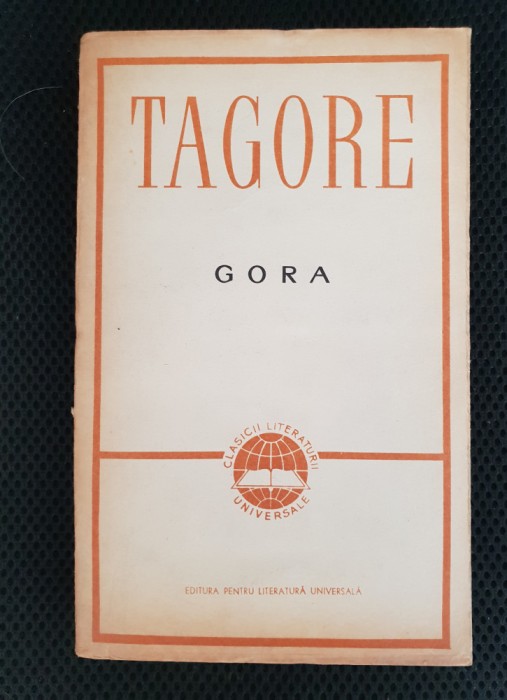 TAGORE
GORA
CLASICII LITERATURII
UNIVERSALE
EDITURA PENTRU LITERATURĂ UNIVERSALĂ